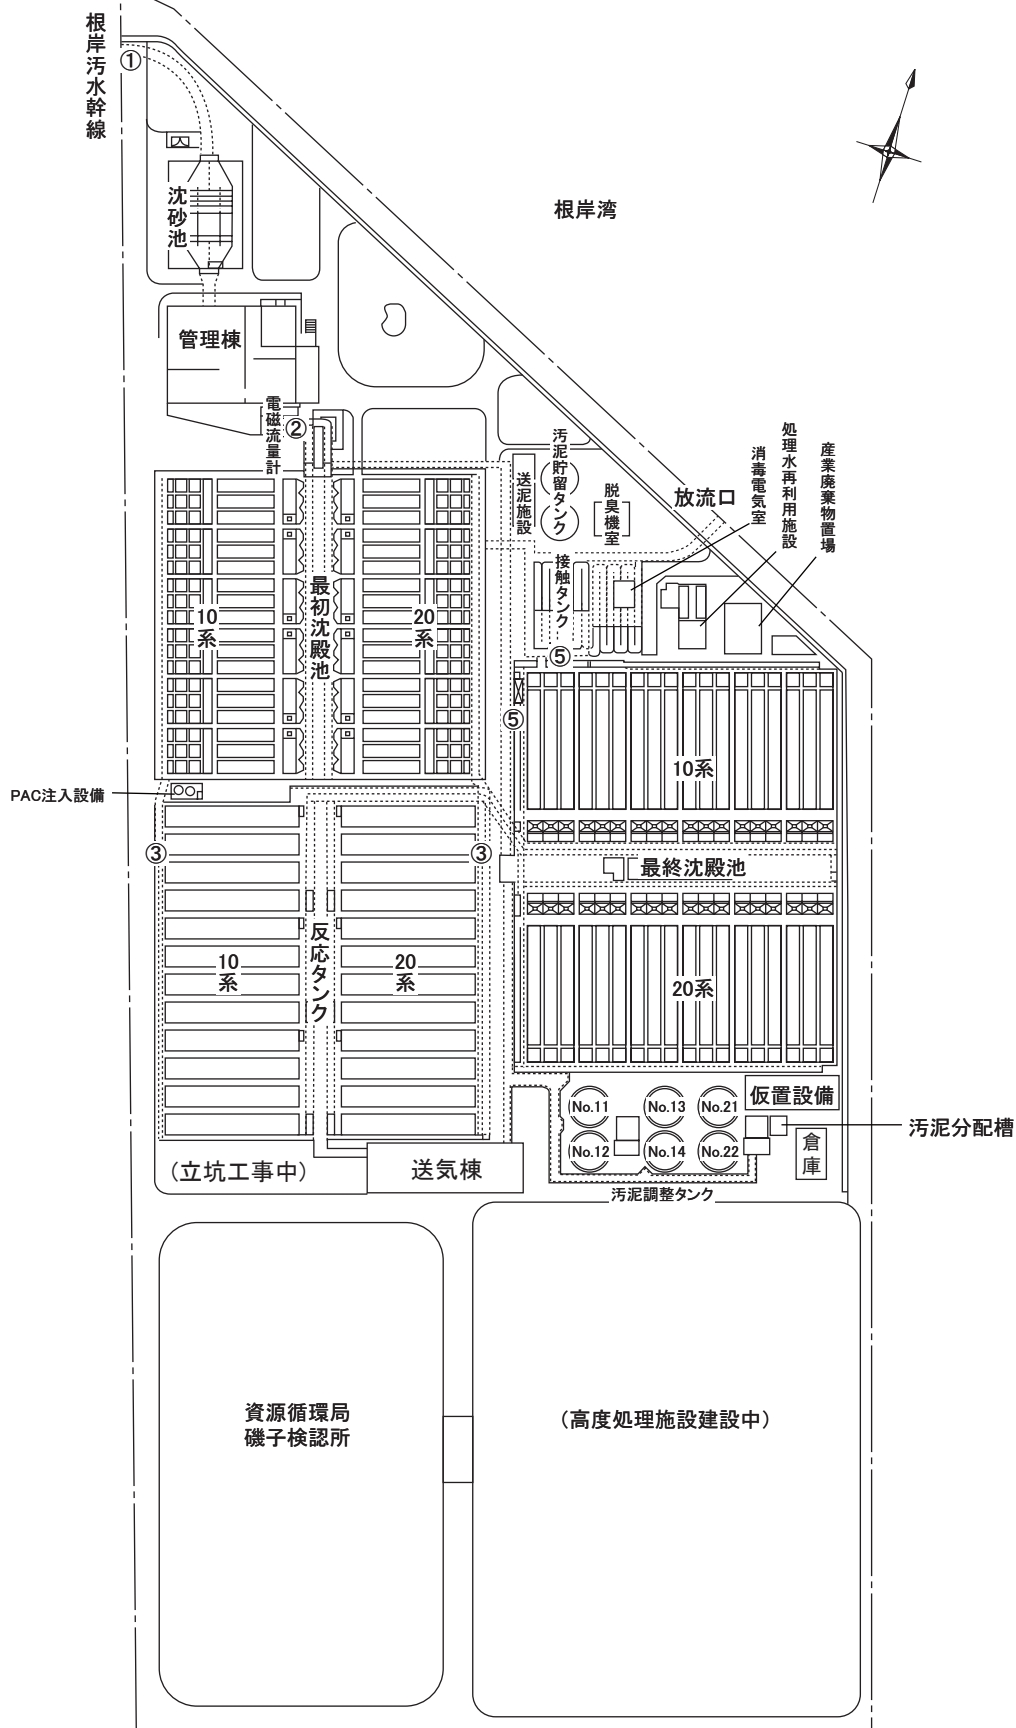 根岸汚水幹線
①
沈砂池
根岸湾
管理棟
電磁流量計
②
汚泥貯留タンク
送泥施設
脱臭機室
放流口
消毒電気室
処理水再利用施設
産業廃棄物置場
接触タンク
10
系
最初沈殿池
20
系
⑤
⑤
10系
PAC注入設備
③
③
最終沈殿池
反応タンク
10
系
20
系
20系
仮置設備
No.11
No.13
No.21
No.12
No.14
No.22
汚泥分配槽
倉庫
汚泥調整タンク
(立坑工事中)
送気棟
資源循環局
磯子検認所
(高度処理施設建設中)